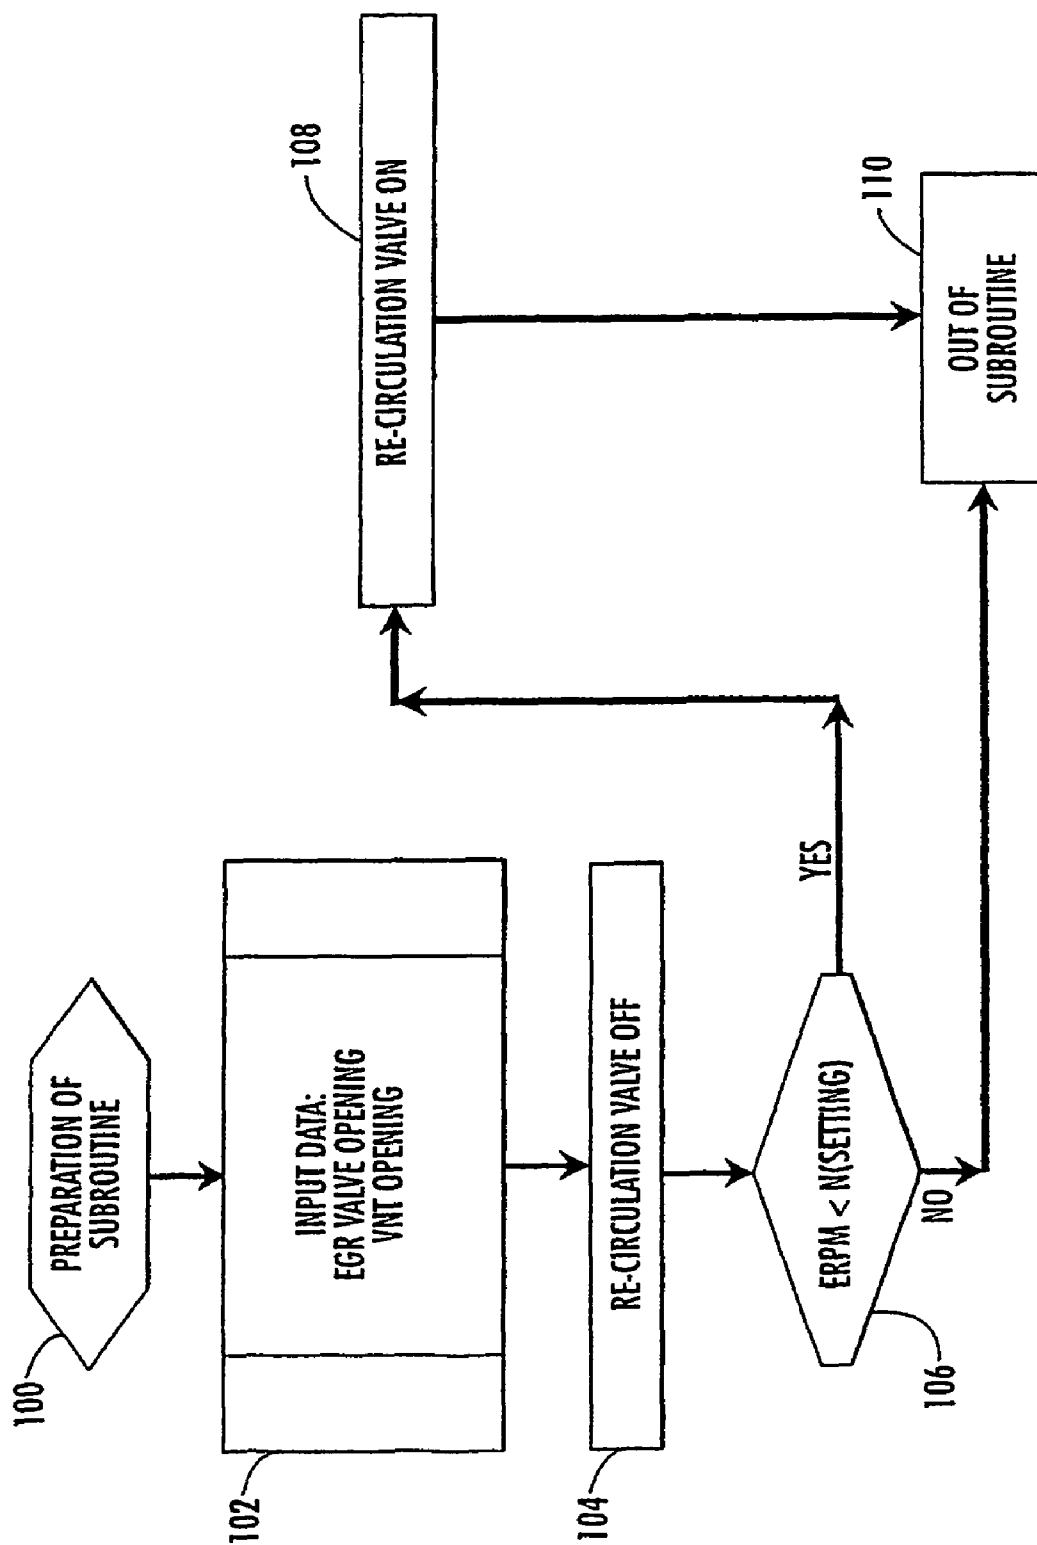 100
PREPARATION OF
SUBROUTINE
102
INPUT DATA:
EGR VALVE OPENING
VNT OPENING
104
RE-CIRCULATION VALVE OFF
106
ERPM < N(SETTING)
YES
NO
108
RE-CIRCULATION VALVE ON
110
OUT OF
SUBROUTINE